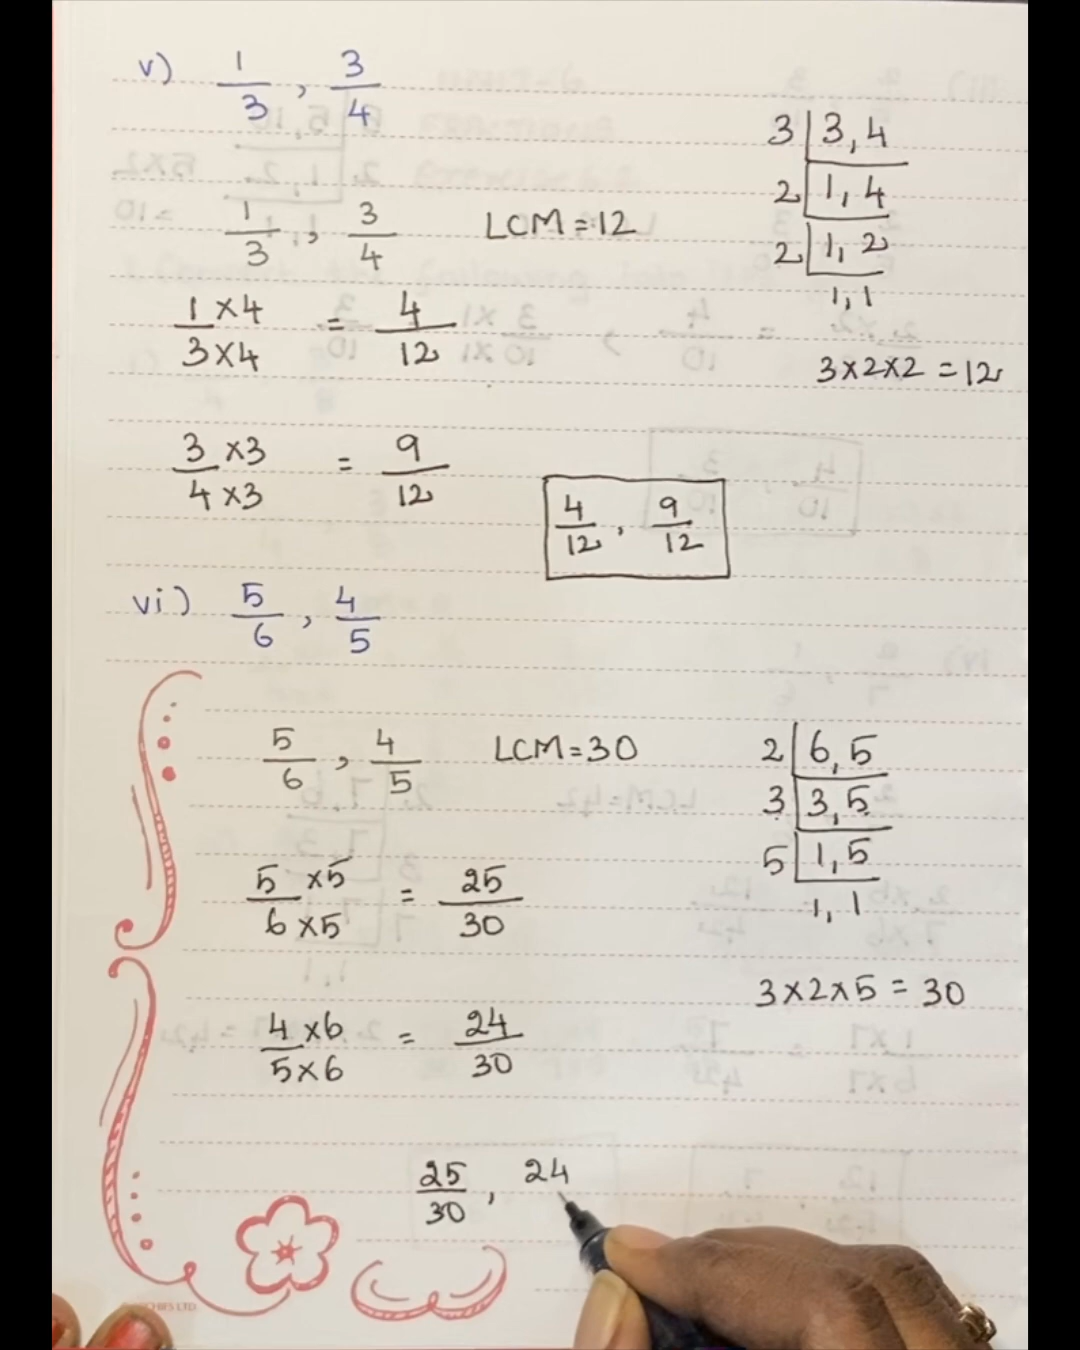 v) 1/3, 3/4
3 | 3, 4
2 | 1, 4
2 | 1, 2
1, 1
3×2×2 = 12
1/3, 3/4 LCM = 12
1×4/3×4 = 4/12
3×3/4×3 = 9/12
4/12, 9/12
vi) 5/6, 4/5
5/6, 4/5 LCM = 30
2 | 6, 5
3 | 3, 5
5 | 1, 5
1, 1
3×2×5 = 30
5×5/6×5 = 25/30
4×6/5×6 = 24/30
25/30, 24
LTD